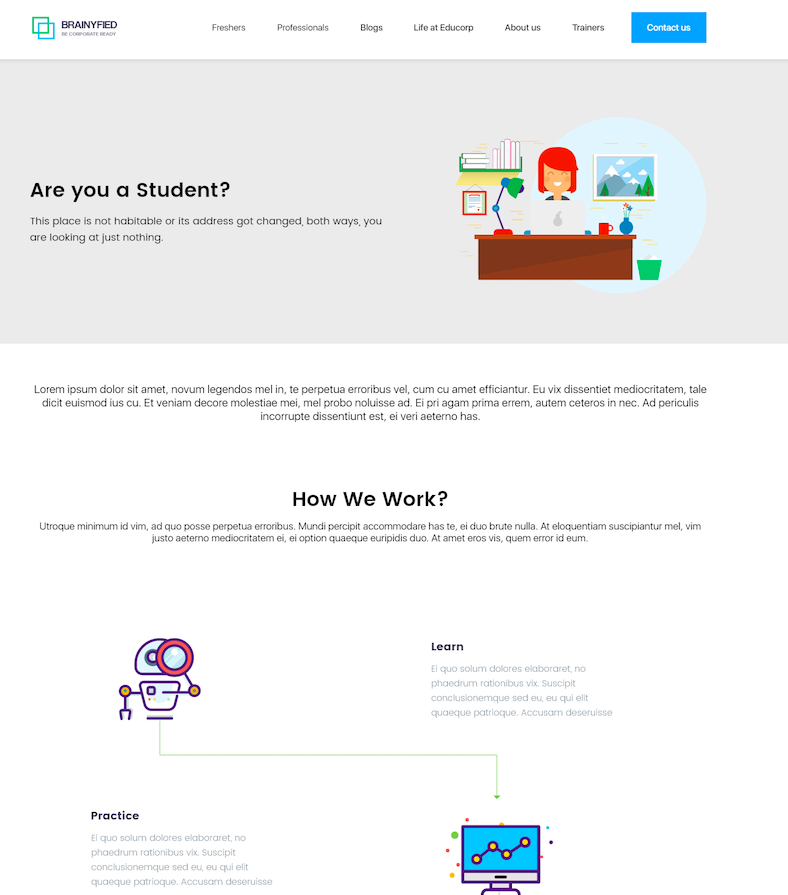 BRAINYFIED
BE CORPORATE READY
Freshers
Professionals
Blogs
Life at Educorp
About us
Trainers
Contact us
Are you a Student?
This place is not habitable or its address got changed, both ways, you
are looking at just nothing.
Lorem ipsum dolor sit amet, novum legendos mel in, te perpetua erroribus vel, cum cu amet efficiantur. Eu vix dissentiet mediocritatem, tale
dicit euismod ius cu. Et veniam decore molestiae mei, mel probo noluisse ad. Ei pri agam prima errem, autem ceteros in nec. Ad periculis
incorrupte dissentiunt est, ei veri aeterno has.
How We Work?
Utroque minimum id vim, ad quo posse perpetua erroribus. Mundi percipit accommodare has te, ei duo brute nulla. At eloquentiam suscipiantur mel, vim
justo aeterno mediocritatem ei, ei option quaeque euripidis duo. At amet eros vis, quem error id eum.
Learn
Ei quo solum dolores elaboraret, no
phaedrum rationibus vix. Suscipit
conclusionemque sed eu, eu qui elit
quaeque patrioque. Accusam deseruisse
Practice
Ei quo solum dolores elaboraret, no
phaedrum rationibus vix. Suscipit
conclusionemque sed eu, eu qui elit
quaeque patrioque. Accusam deseruisse